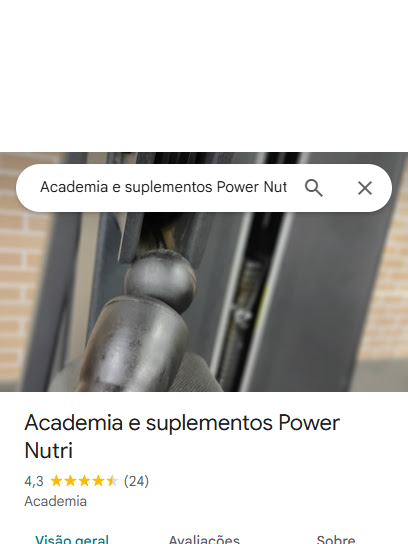 Academia e suplementos Power Nut
Academia e suplementos Power
Nutri
4,3 (24)
Academia
Visão geral Avaliações Sobre